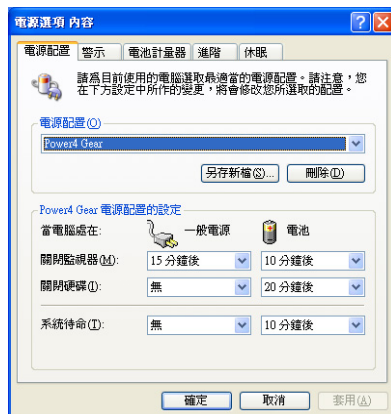 電源選項 內容
電源配置 警示 電池計量器 進階 休眠
請為目前使用的電腦選取最適當的電源配置。請注意，您
在下方設定中所作的變更，將會修改您所選取的配置。
電源配置(O)
Power4 Gear
另存新檔(S)... 刪除(D)
Power4 Gear 電源配置的設定
當電腦處在: 一般電源 電池
關閉監視器(M): 15 分鐘後 10 分鐘後
關閉硬碟(I): 無 20 分鐘後
系統待命(T): 無 10 分鐘後
確定 取消 套用(A)